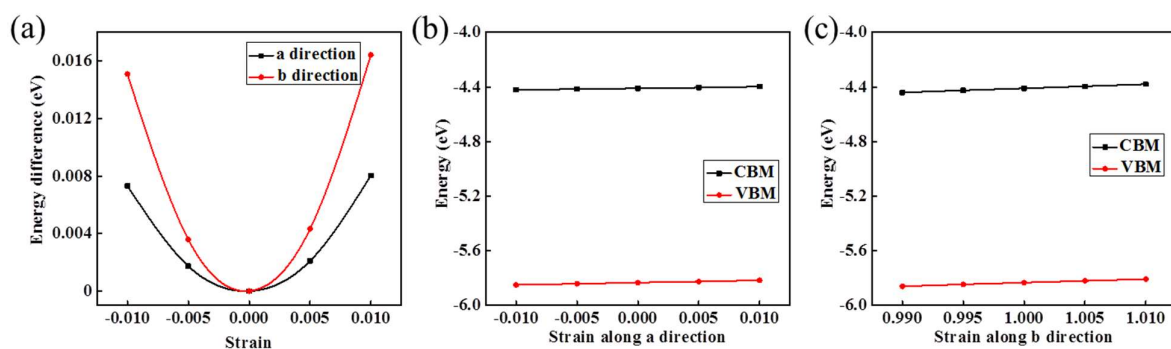 (a)
Energy difference (eV)
0.016
0.012
0.008
0.004
0
a direction
b direction
-0.010 -0.005 0.000 0.005 0.010
Strain
(b)
Energy (eV)
-4.0
-4.4
-4.8
-5.2
-5.6
-6.0
CBM
VBM
-0.010 -0.005 0.000 0.005 0.010
Strain along a direction
(c)
Energy (eV)
-4.0
-4.4
-4.8
-5.2
-5.6
-6.0
CBM
VBM
0.990 0.995 1.000 1.005 1.010
Strain along b direction